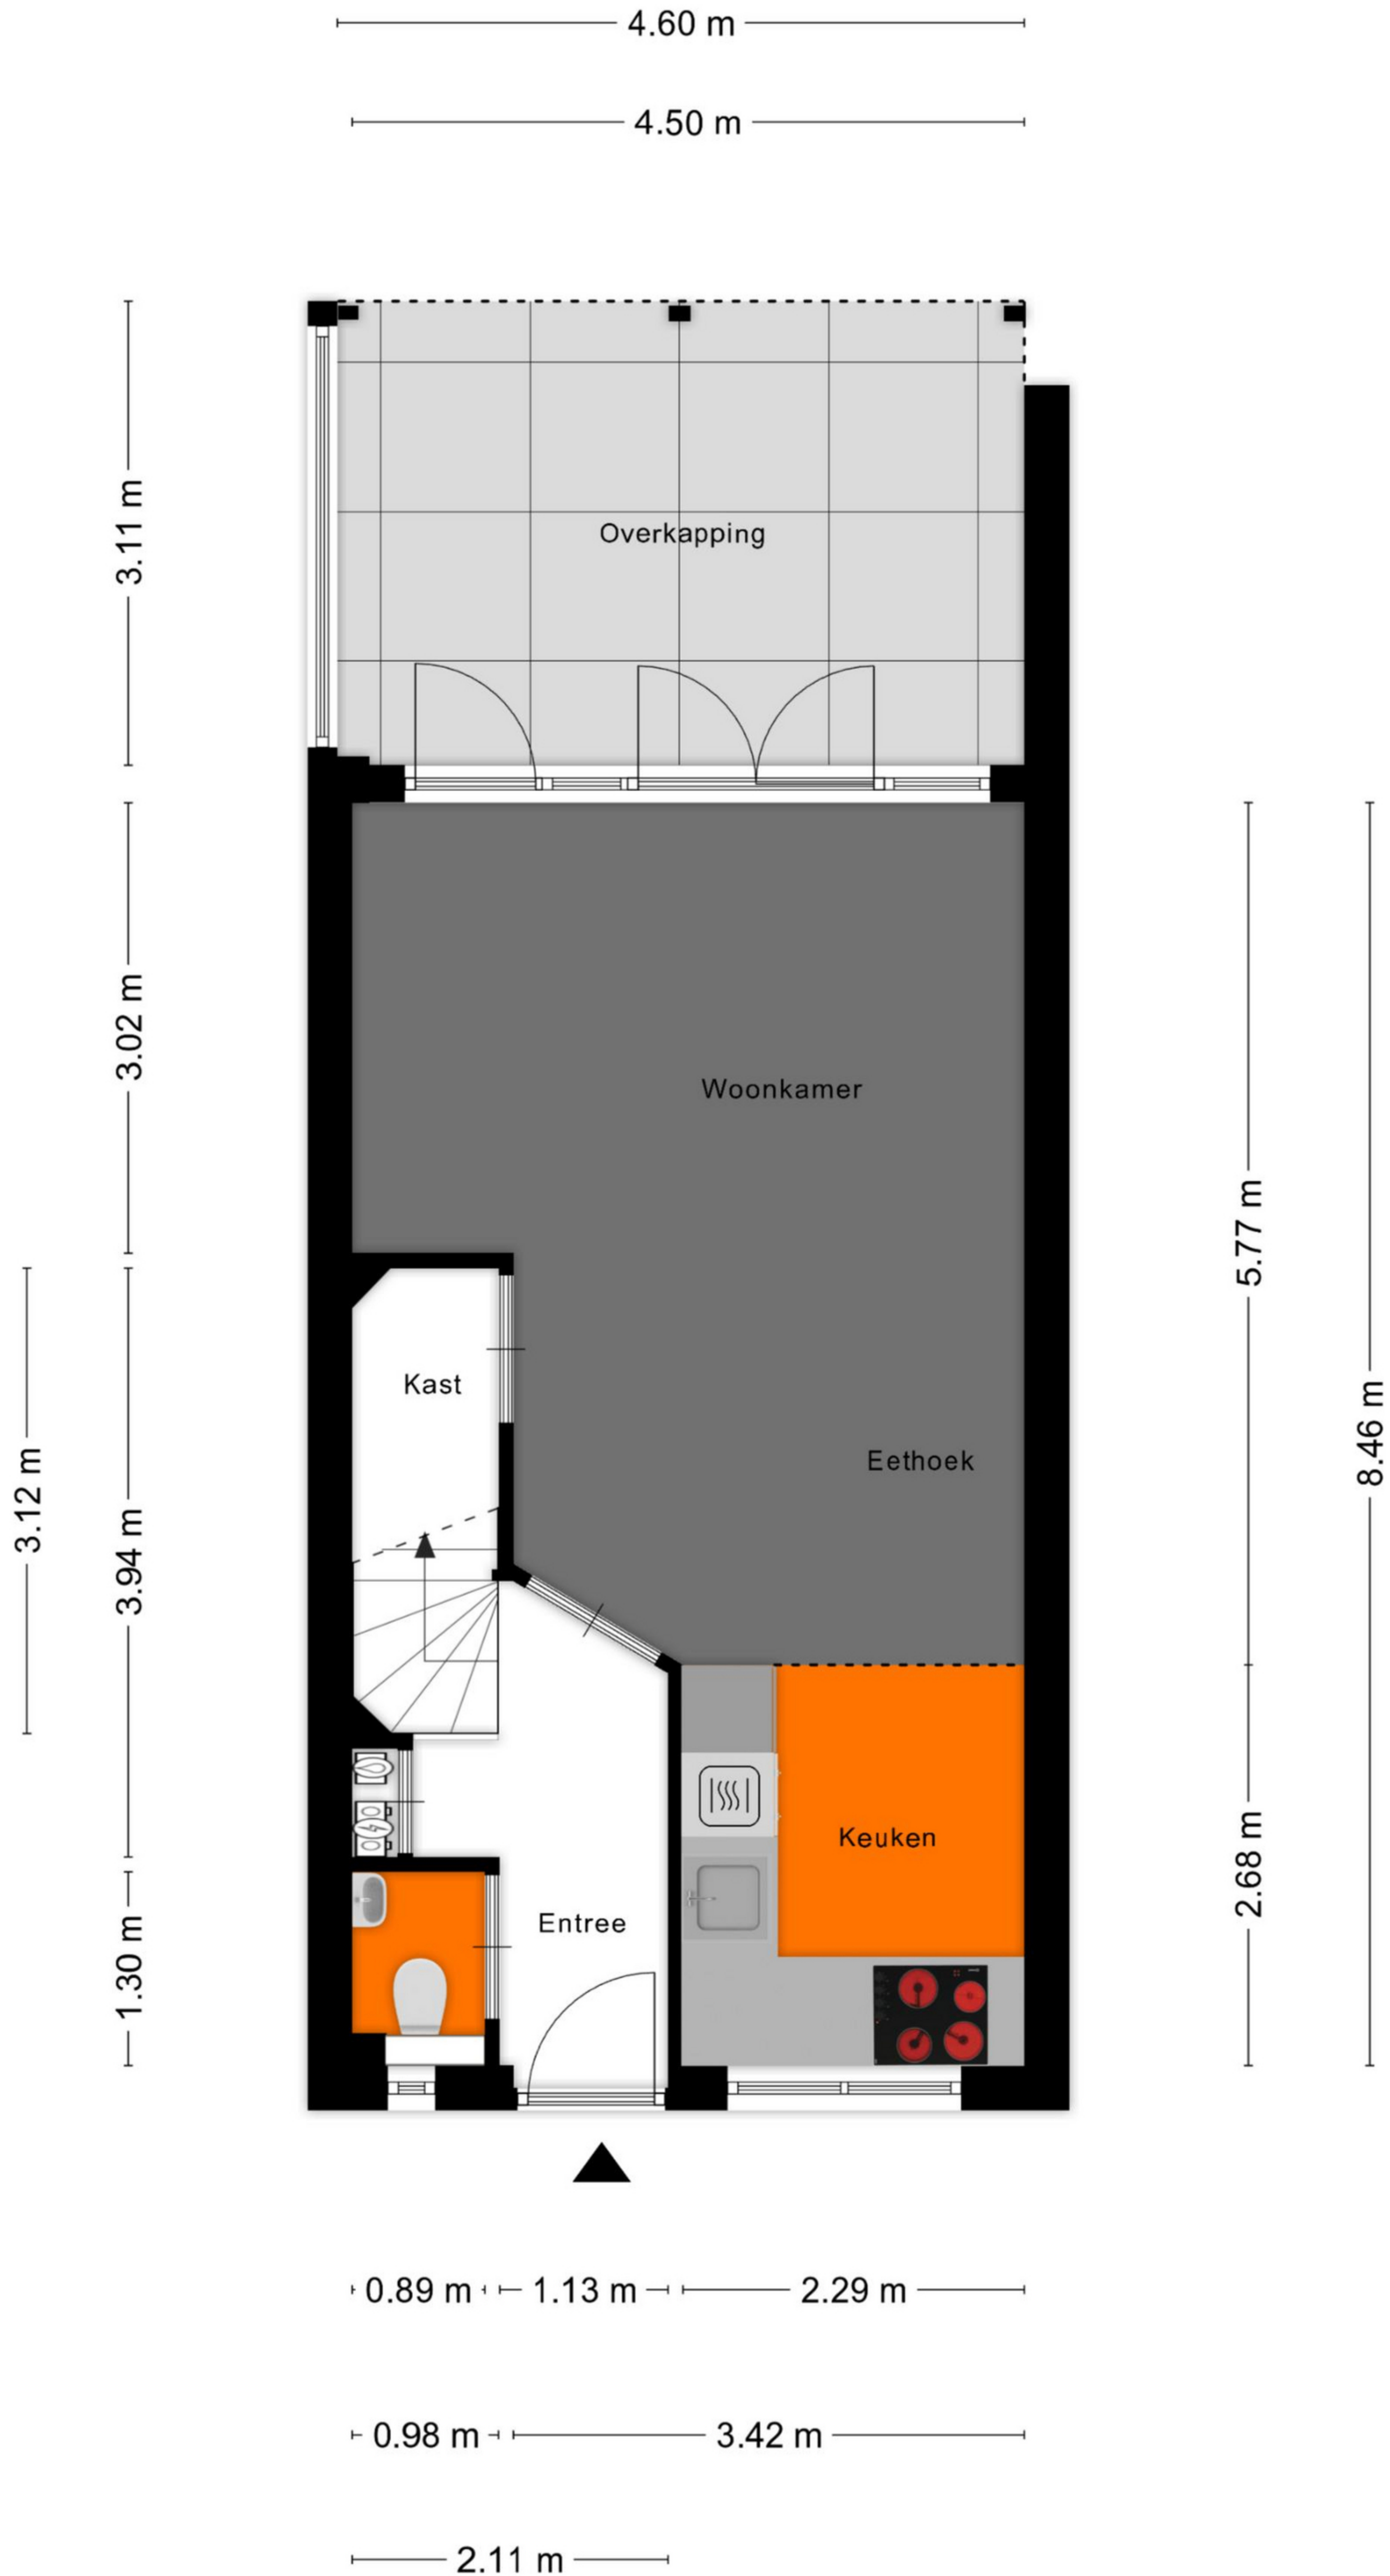 4.60 m
4.50 m
3.11 m
Overkapping
3.02 m
Woonkamer
5.77 m
8.46 m
Kast
Eethoek
3.12 m
3.94 m
Keuken
2.68 m
Entree
1.30 m
0.89 m
1.13 m
2.29 m
0.98 m
3.42 m
2.11 m